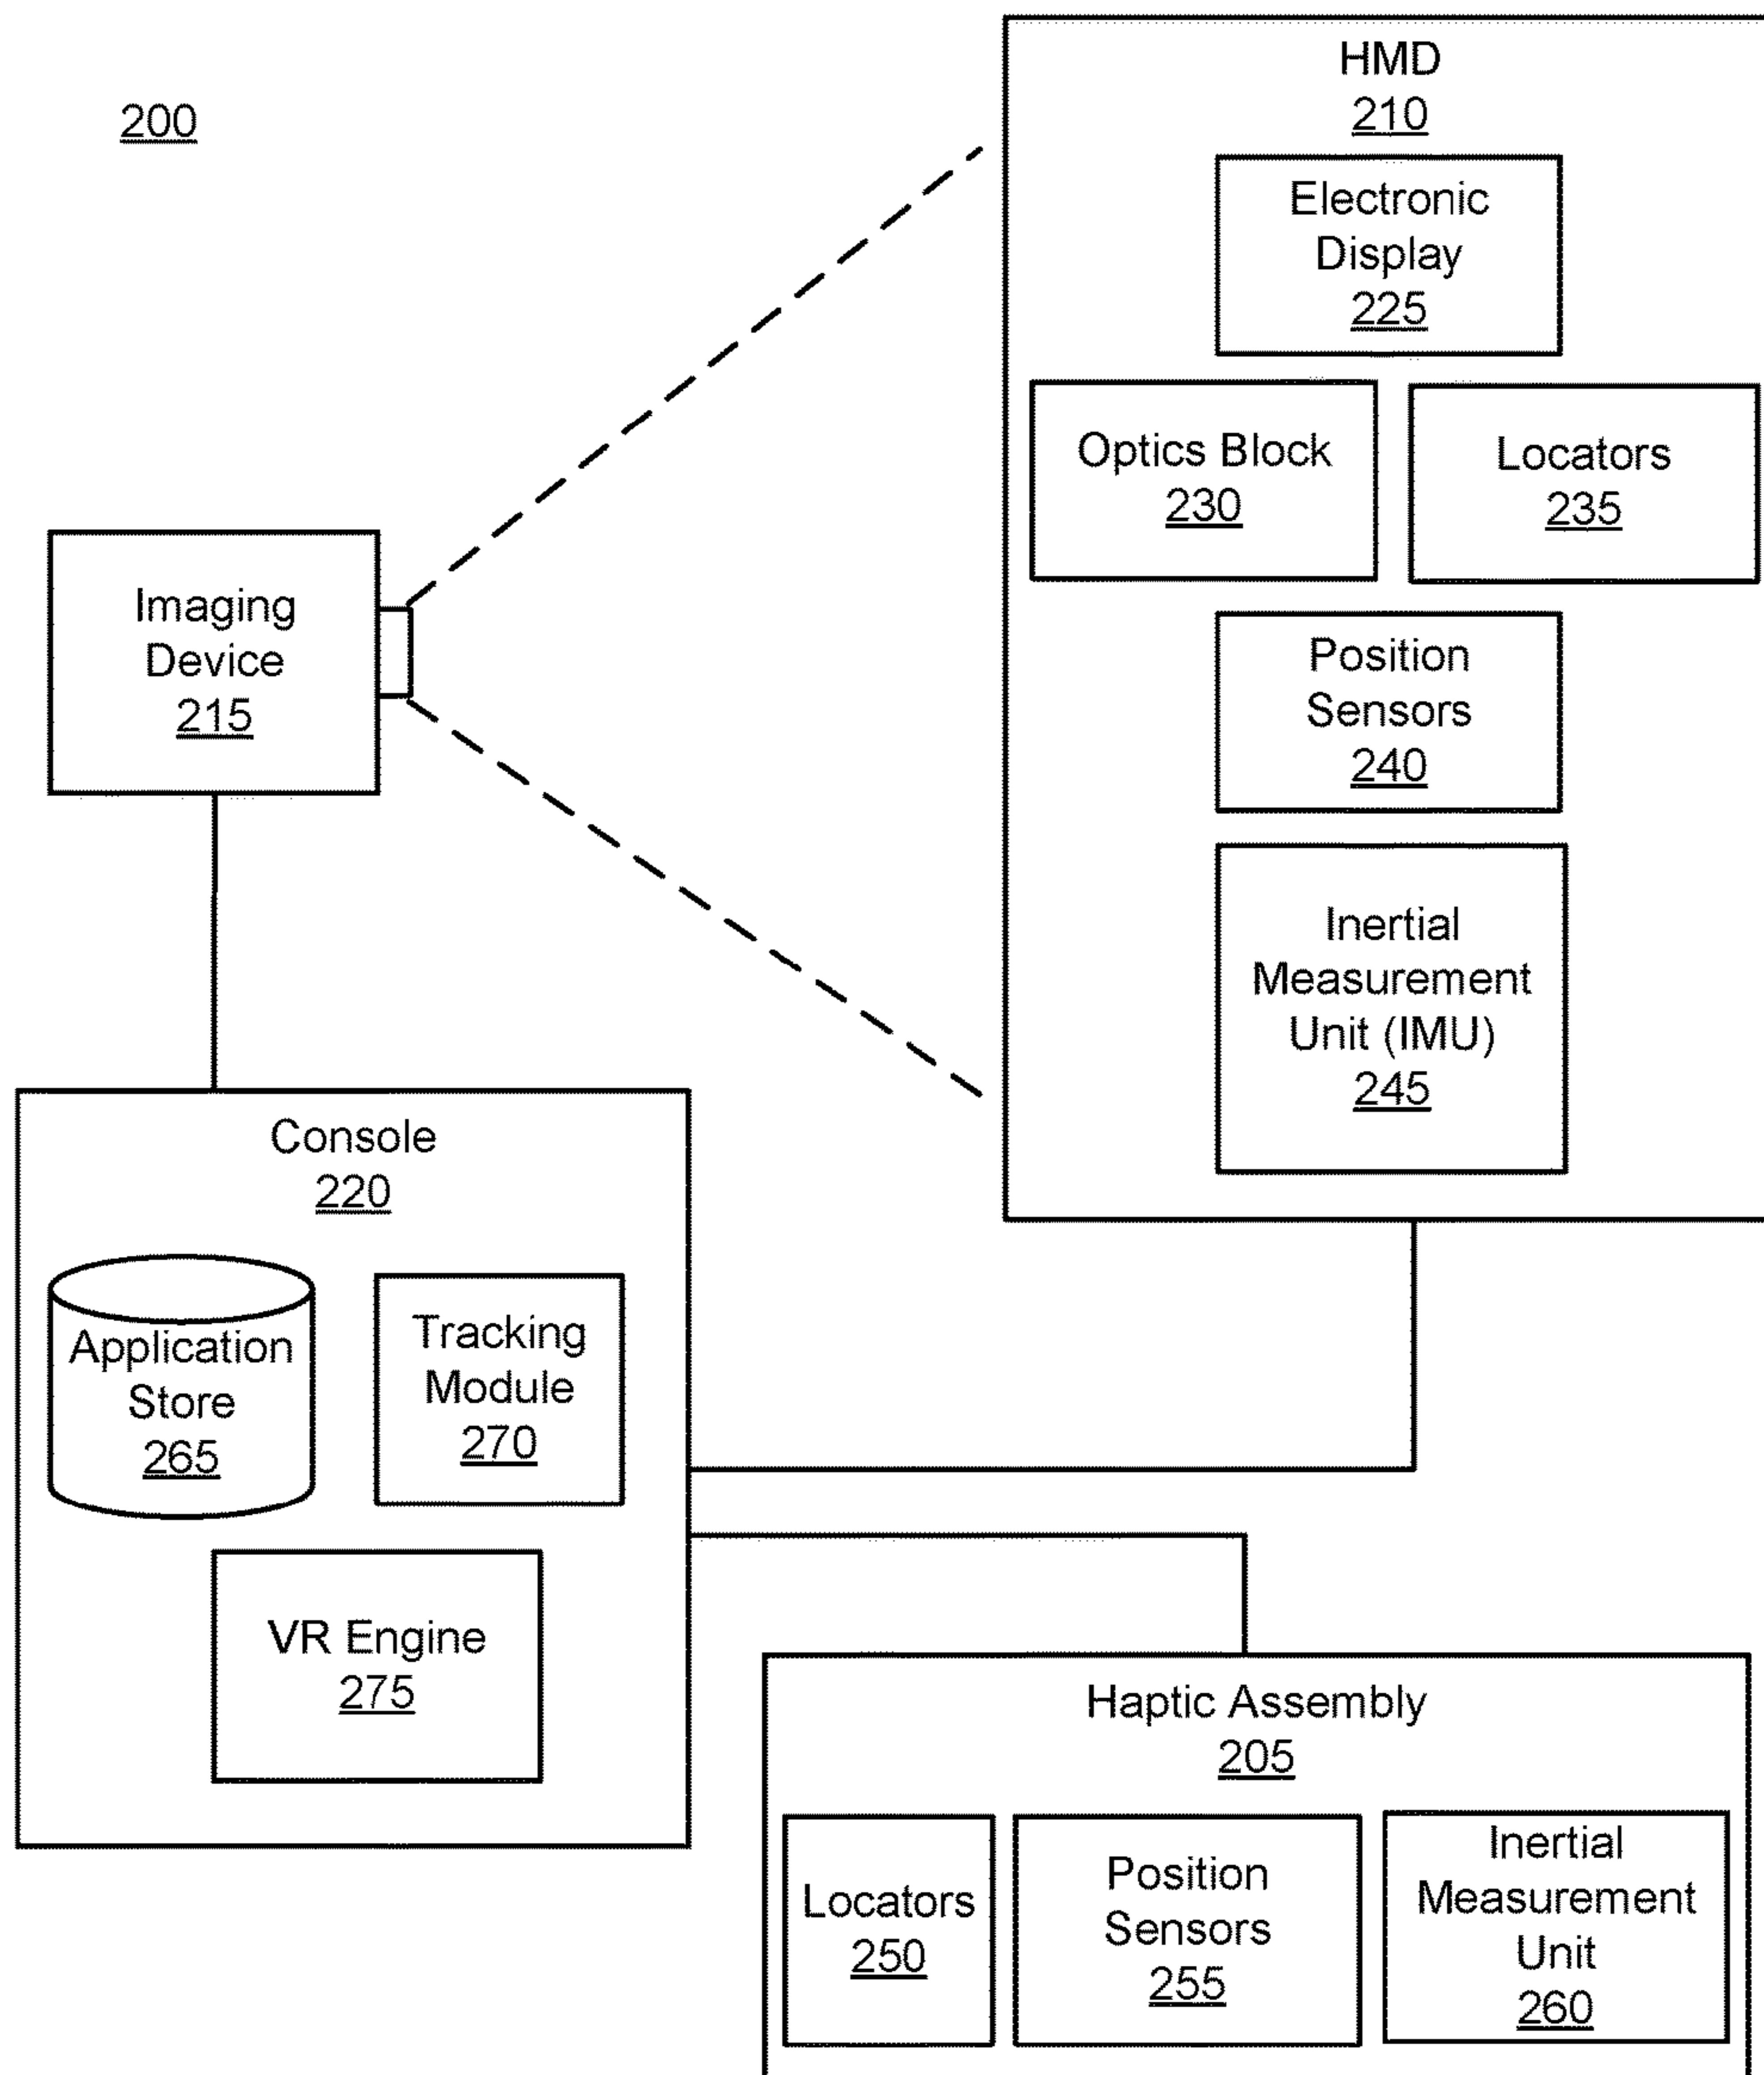 200
HMD
210
Electronic
Display
225
Optics Block
230
Locators
235
Position
Sensors
240
Inertial
Measurement
Unit (IMU)
245
Imaging
Device
215
Console
220
Application
Store
265
Tracking
Module
270
VR Engine
275
Haptic Assembly
205
Locators
250
Position
Sensors
255
Inertial
Measurement
Unit
260